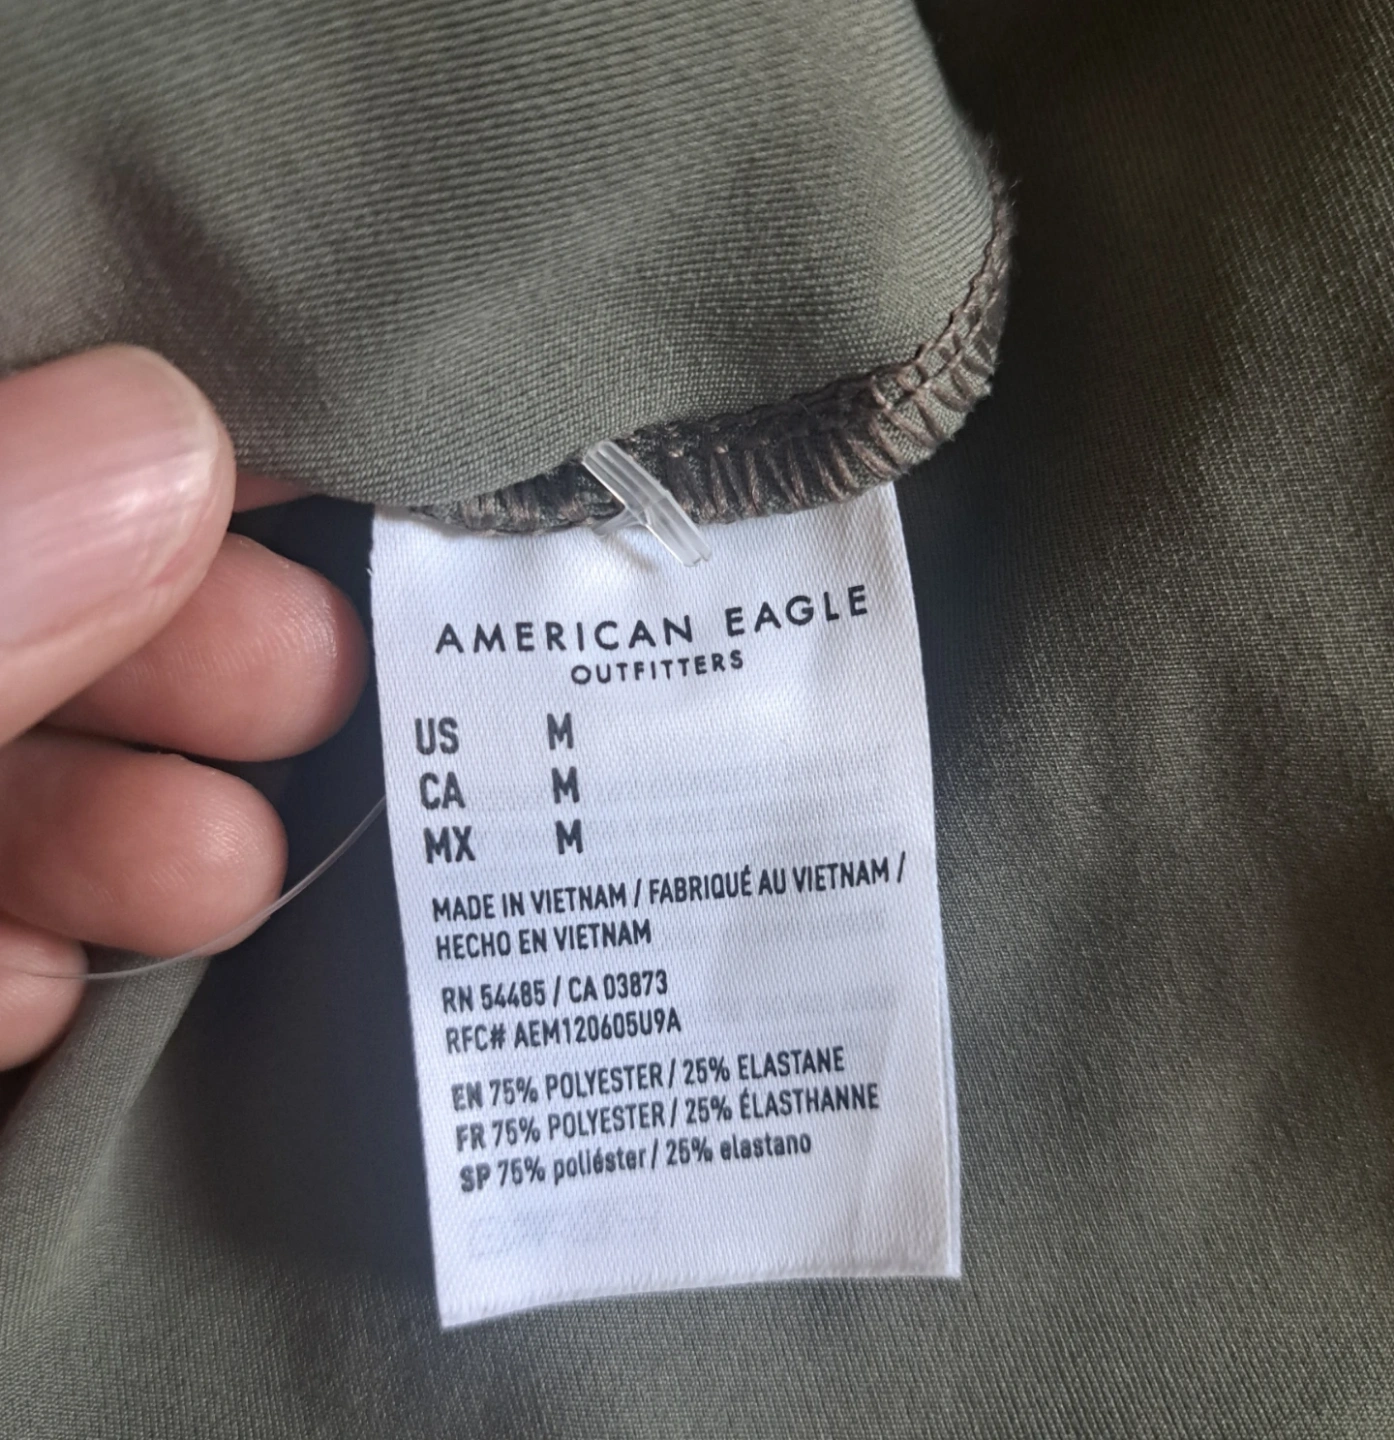 AMERICAN EAGLE
OUTFITTERS
US M
CA M
MX M
MADE IN VIETNAM / FABRIQUÉ AU VIETNAM /
HECHO EN VIETNAM
RN 54485 / CA 03873
RFC# AEM120605U9A
EN 75% POLYESTER / 25% ELASTANE
FR 75% POLYESTER / 25% ÉLASTHANNE
SP 75% poliéster / 25% elastano